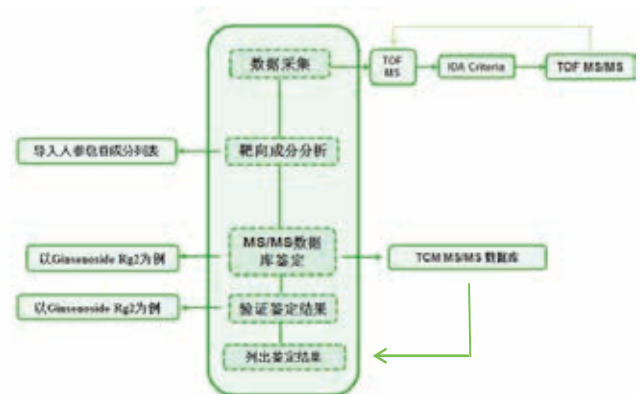 数据采集
TOF
MS
IDA Criteria
TOF MS/MS
导入人参皂苷成分列表
靶向成分分析
MS/MS数据
库鉴定
以Ginsenoside Rg2为例
TCM MS/MS 数据库
以Ginsenoside Rg2为例
验证鉴定结果
列出鉴定结果